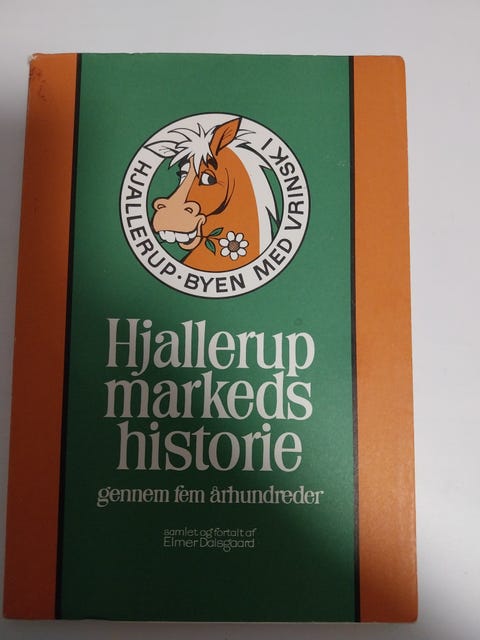 HJALLERUP · BYEN MED VRINSK I
Hjallerup
markeds
historie
gennem fem århundreder
samlet og fortalt af
Elmer Dalsgaard